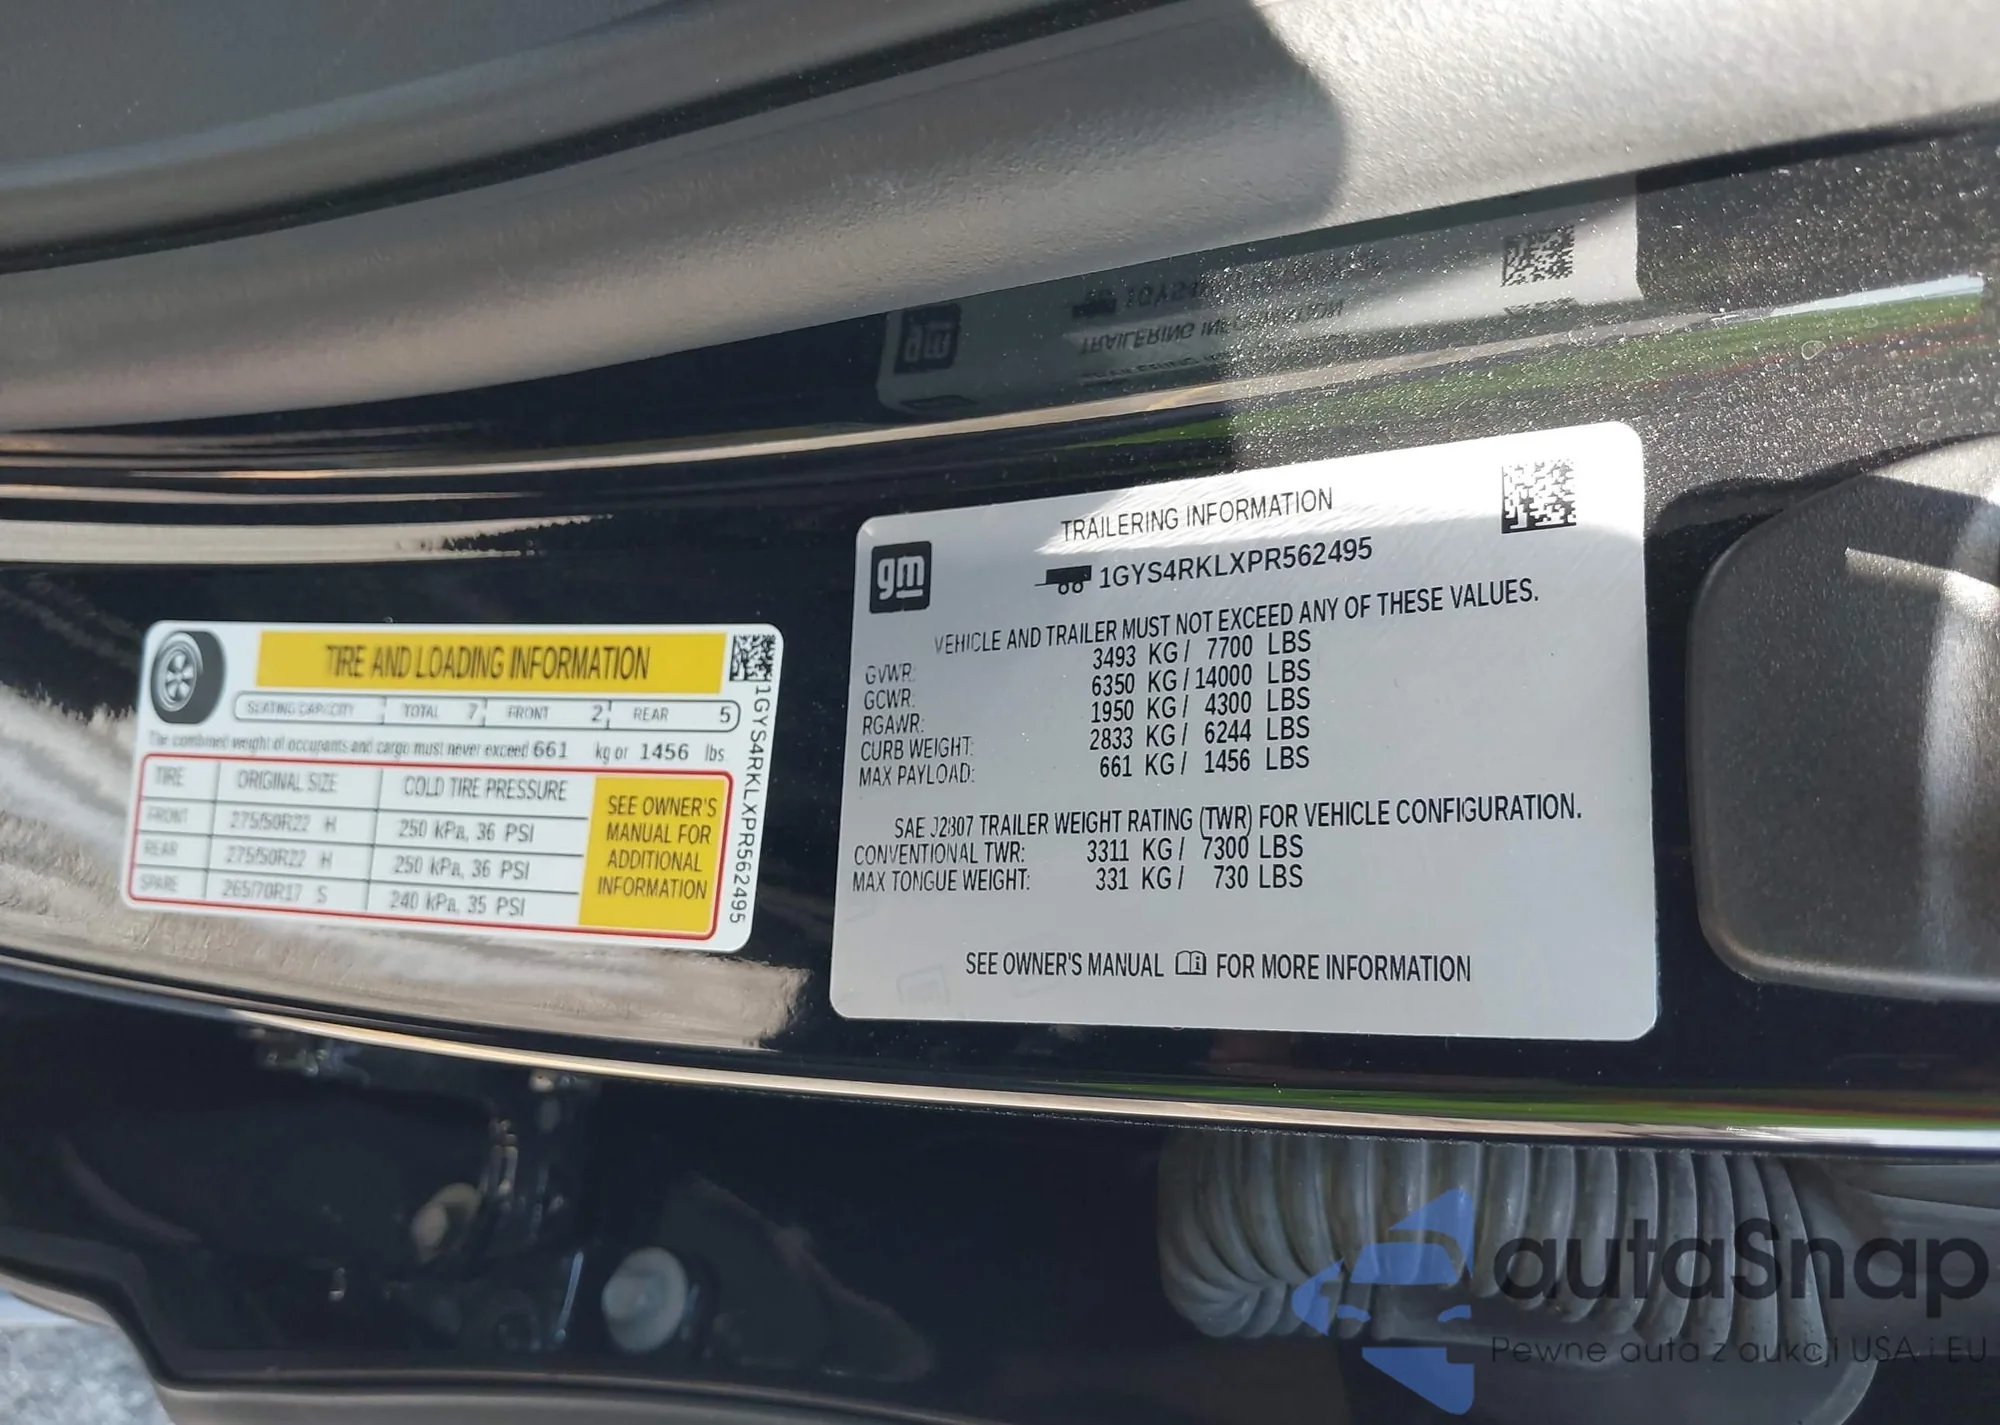 TIRE AND LOADING INFORMATION
SEATING CAPACITY TOTAL 7 FRONT 2 REAR 5
The combined weight of occupants and cargo must never exceed 661 kg or 1456 lbs
TIRE ORIGINAL SIZE COLD TIRE PRESSURE
FRONT 275/50R22 H 250 kPa, 36 PSI
REAR 275/50R22 H 250 kPa, 36 PSI
SPARE 265/70R17 S 240 kPa, 35 PSI
SEE OWNER'S
MANUAL FOR
ADDITIONAL
INFORMATION
1GYS4RKLXPR562495
gm
TRAILERING INFORMATION
1GYS4RKLXPR562495
VEHICLE AND TRAILER MUST NOT EXCEED ANY OF THESE VALUES.
GVWR: 3493 KG / 7700 LBS
GCWR: 6350 KG / 14000 LBS
RGAWR: 1950 KG / 4300 LBS
CURB WEIGHT: 2833 KG / 6244 LBS
MAX PAYLOAD: 661 KG / 1456 LBS
SAE J2807 TRAILER WEIGHT RATING (TWR) FOR VEHICLE CONFIGURATION.
CONVENTIONAL TWR: 3311 KG / 7300 LBS
MAX TONGUE WEIGHT: 331 KG / 730 LBS
SEE OWNER'S MANUAL FOR MORE INFORMATION
autaSnap
Pewne auta z aukcji USA i EU